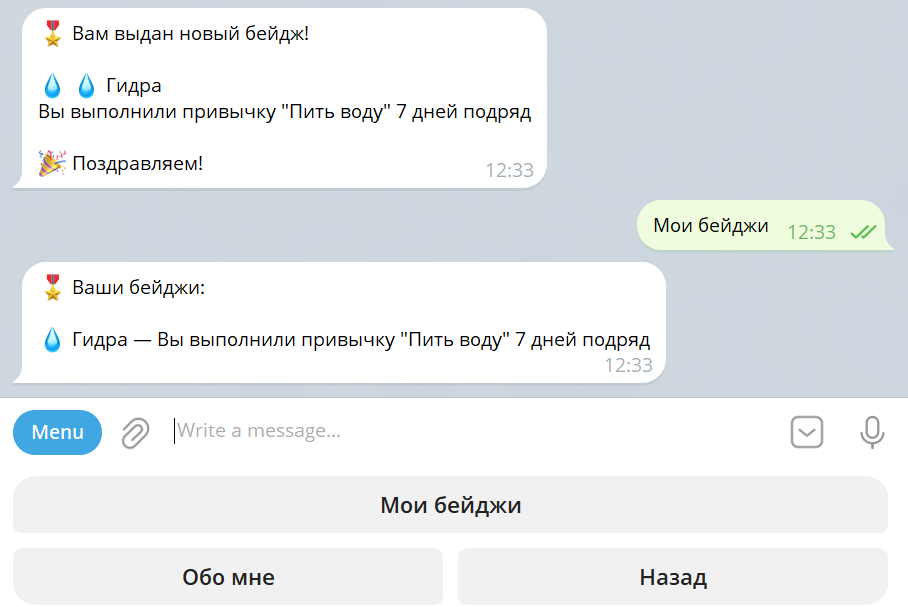 🎖 Вам выдан новый бейдж!
💧 💧 Гидра
Вы выполнили привычку "Пить воду" 7 дней подряд
🎉 Поздравляем!
12:33
Мои бейджи 12:33
🎖 Ваши бейджи:
💧 Гидра — Вы выполнили привычку "Пить воду" 7 дней подряд
12:33
Menu Write a message...
Мои бейджи
Обо мне Назад